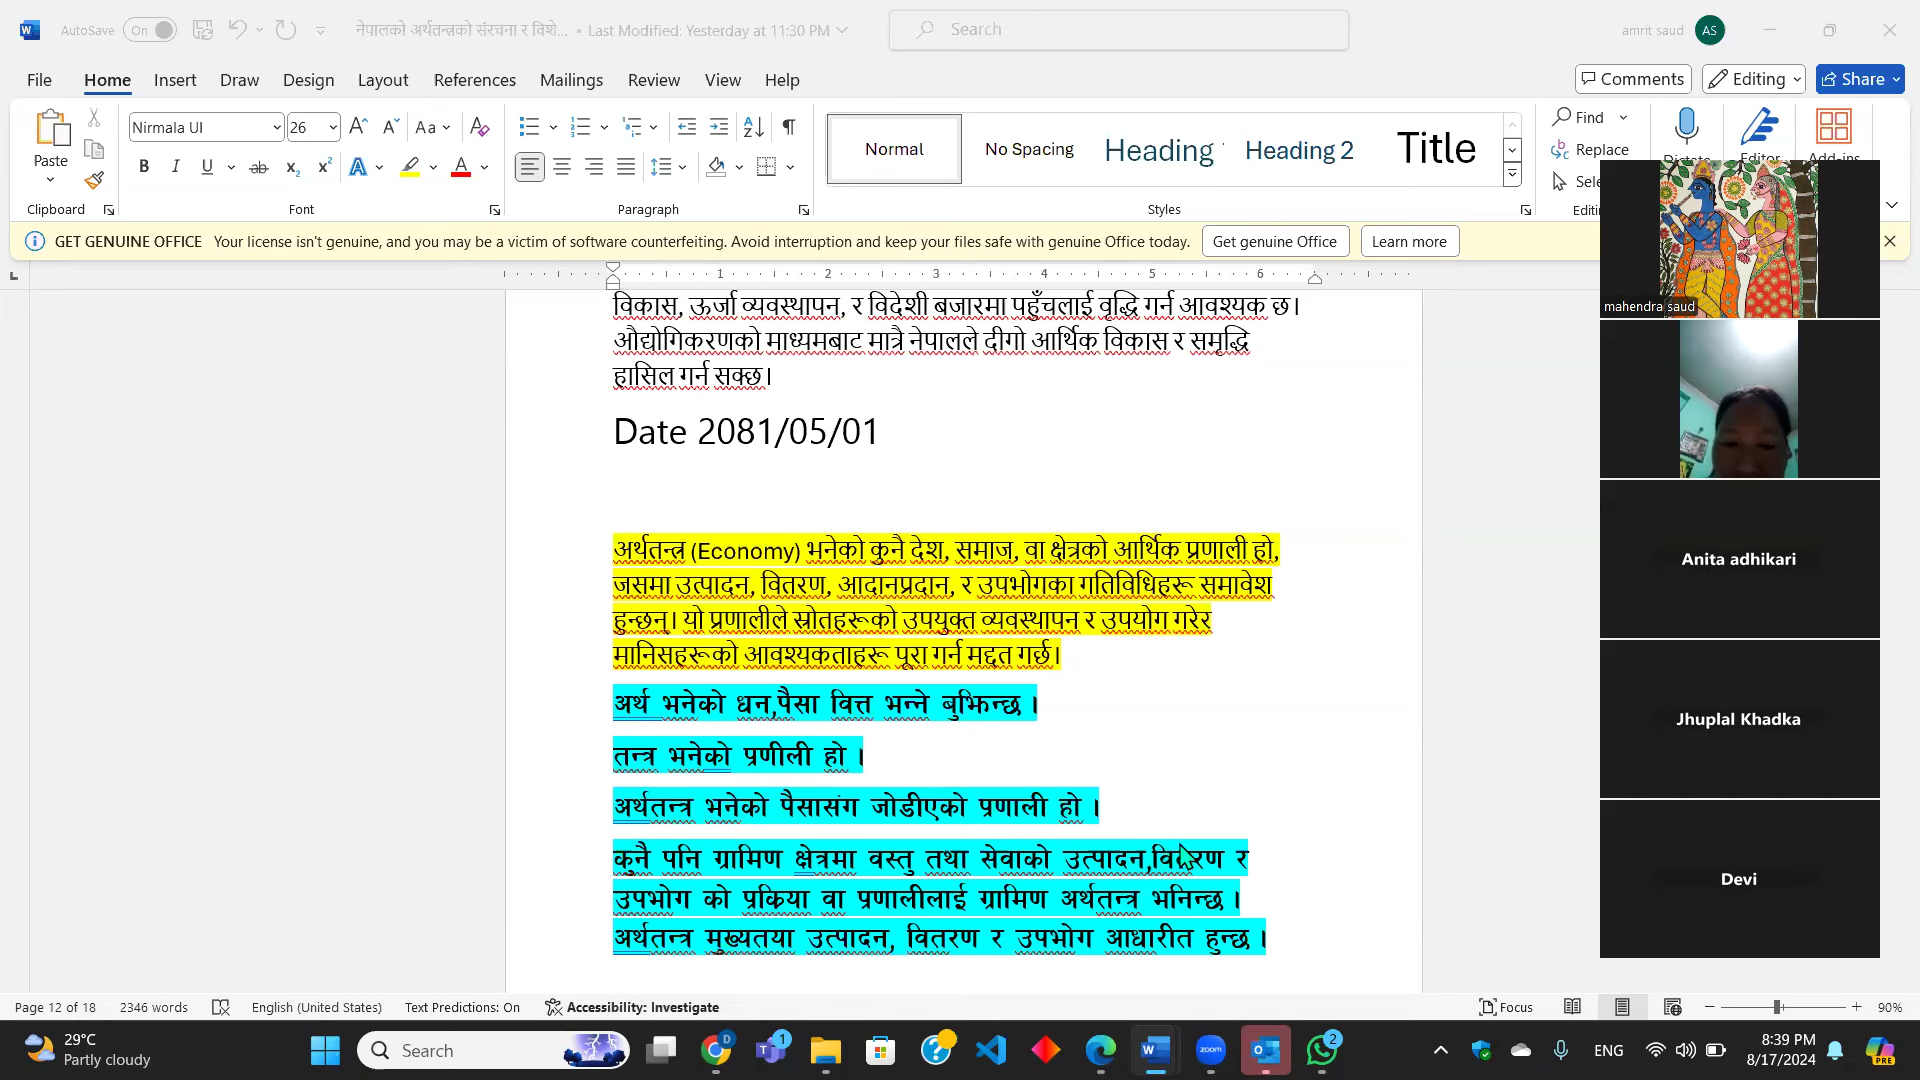 AutoSave On नेपालको अर्थतन्त्रको संरचना र विशे... • Last Modified: Yesterday at 11:30 PM Search amrit saud AS
File Home Insert Draw Design Layout References Mailings Review View Help Comments Editing Share
Paste Nirmala UI 26 Normal No Spacing Heading Heading 2 Title Find Replace
Clipboard Font Paragraph Styles
GET GENUINE OFFICE Your license isn't genuine, and you may be a victim of software counterfeiting. Avoid interruption and keep your files safe with genuine Office today. Get genuine Office Learn more
1 2 3 4 5 6
विकास, ऊर्जा व्यवस्थापन, र विदेशी बजारमा पहुँचलाई वृद्धि गर्न आवश्यक छ।
औद्योगिकरणको माध्यमबाट मात्रै नेपालले दीगो आर्थिक विकास र समृद्धि
हासिल गर्न सक्छ।
Date 2081/05/01
अर्थतन्त्र (Economy) भनेको कुनै देश, समाज, वा क्षेत्रको आर्थिक प्रणाली हो,
जसमा उत्पादन, वितरण, आदानप्रदान, र उपभोगका गतिविधिहरू समावेश
हुन्छन्। यो प्रणालीले स्रोतहरूको उपयुक्त व्यवस्थापन र उपयोग गरेर
मानिसहरूको आवश्यकताहरू पूरा गर्न मद्दत गर्छ।
अर्थ भनेको धन,पैसा वित्त भन्ने बुझिन्छ ।
तन्त्र भनेको प्रणीली हो ।
अर्थतन्त्र भनेको पैसासंग जोडीएको प्रणाली हो ।
कुनै पनि ग्रामिण क्षेत्रमा वस्तु तथा सेवाको उत्पादन,वितरण र
उपभोग को प्रक्रिया वा प्रणालीलाई ग्रामिण अर्थतन्त्र भनिन्छ ।
अर्थतन्त्र मुख्यतया उत्पादन, वितरण र उपभोग आधारीत हुन्छ ।
mahendra saud
Anita adhikari
Jhuplal Khadka
Devi
Page 12 of 18 2346 words English (United States) Text Predictions: On Accessibility: Investigate Focus 90%
29°C
Partly cloudy
Search
ENG
8:39 PM
8/17/2024